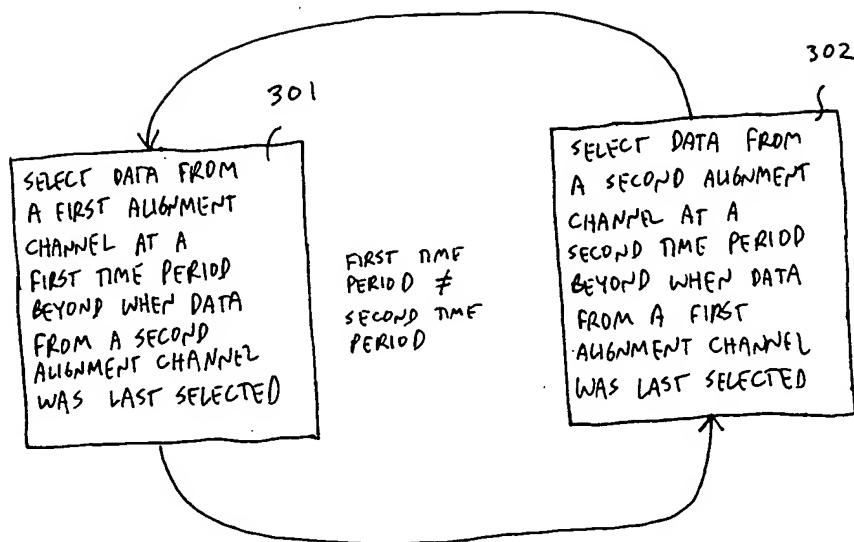 301
SELECT DATA FROM
A FIRST ALIGNMENT
CHANNEL AT A
FIRST TIME PERIOD
BEYOND WHEN DATA
FROM A SECOND
ALIGNMENT CHANNEL
WAS LAST SELECTED
FIRST TIME
PERIOD ≠
SECOND TIME
PERIOD
302
SELECT DATA FROM
A SECOND ALIGNMENT
CHANNEL AT A
SECOND TIME PERIOD
BEYOND WHEN DATA
FROM A FIRST
ALIGNMENT CHANNEL
WAS LAST SELECTED